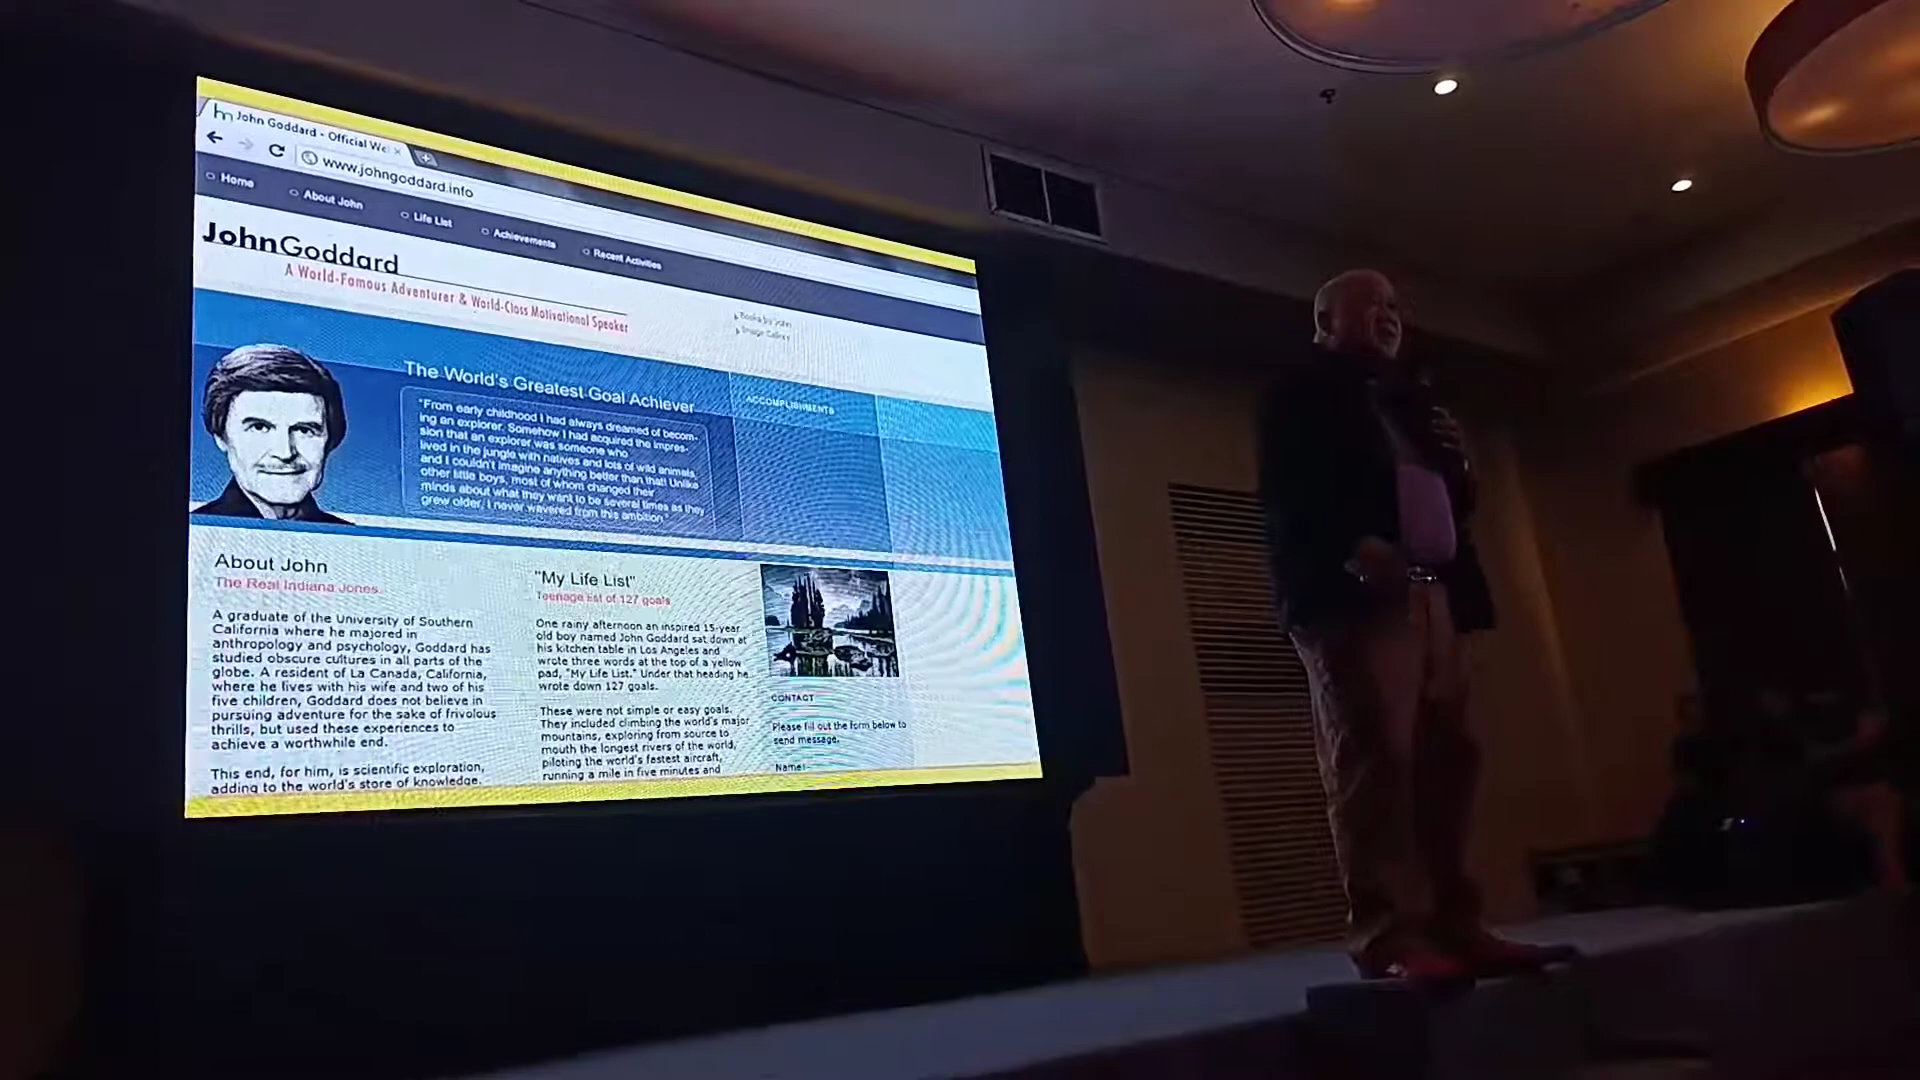 John Goddard - Official We
www.johngoddard.info
Home
About John
Life List
Achievements
Recent Activities
JohnGoddard
A World-Famous Adventurer & World-Class Motivational Speaker
Books by John
Image Gallery
The World's Greatest Goal Achiever
"From early childhood I had always dreamed of becom-
ing an explorer. Somehow I had acquired the impres-
sion that an explorer was someone who
lived in the jungle with natives and lots of wild animals,
and I couldn't imagine anything better than that! Unlike
other little boys, most of whom changed their
minds about what they want to be several times as they
grew older, I never wavered from this ambition."
ACCOMPLISHMENTS
About John
The Real Indiana Jones
A graduate of the University of Southern
California where he majored in
anthropology and psychology, Goddard has
studied obscure cultures in all parts of the
globe. A resident of La Canada, California,
where he lives with his wife and two of his
five children, Goddard does not believe in
pursuing adventure for the sake of frivolous
thrills, but used these experiences to
achieve a worthwhile end.
This end, for him, is scientific exploration,
adding to the world's store of knowledge.
"My Life List"
Teenage list of 127 goals
One rainy afternoon an inspired 15-year
old boy named John Goddard sat down at
his kitchen table in Los Angeles and
wrote three words at the top of a yellow
pad, "My Life List." Under that heading he
wrote down 127 goals.
These were not simple or easy goals.
They included climbing the world's major
mountains, exploring from source to
mouth the longest rivers of the world,
piloting the world's fastest aircraft,
running a mile in five minutes and
CONTACT
Please fill out the form below to
send message.
Name: